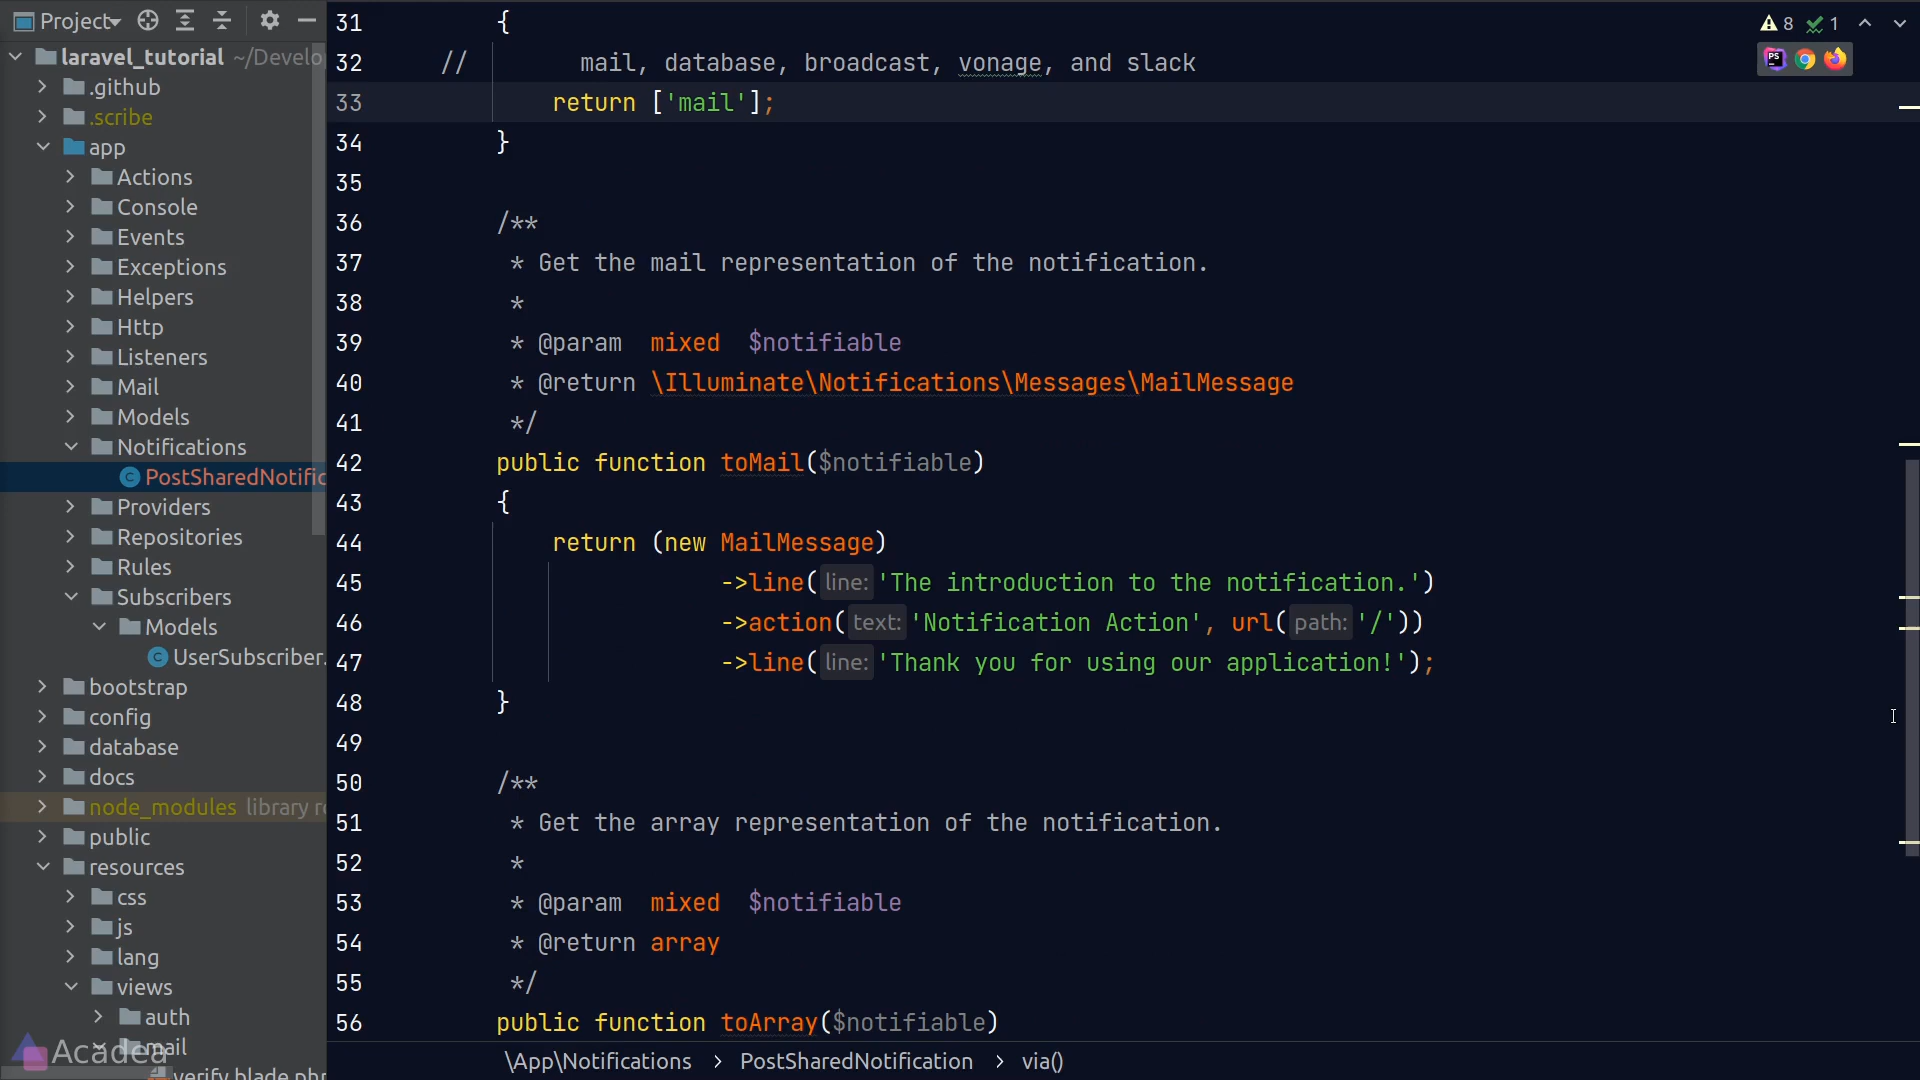 Project
laravel_tutorial ~/Develo
.github
.scribe
app
Actions
Console
Events
Exceptions
Helpers
Http
Listeners
Mail
Models
Notifications
PostSharedNotific
Providers
Repositories
Rules
Subscribers
Models
UserSubscriber.
bootstrap
config
database
docs
node_modules library r
public
resources
css
js
lang
views
auth
mail
verify.blade.php
Acadea
8 1
31 {
32 // mail, database, broadcast, vonage, and slack
33 return ['mail'];
34 }
35
36 /**
37 * Get the mail representation of the notification.
38 *
39 * @param mixed $notifiable
40 * @return \Illuminate\Notifications\Messages\MailMessage
41 */
42 public function toMail($notifiable)
43 {
44 return (new MailMessage)
45 ->line( line: 'The introduction to the notification.')
46 ->action( text: 'Notification Action', url( path: '/'))
47 ->line( line: 'Thank you for using our application!');
48 }
49
50 /**
51 * Get the array representation of the notification.
52 *
53 * @param mixed $notifiable
54 * @return array
55 */
56 public function toArray($notifiable)
\App\Notifications > PostSharedNotification > via()